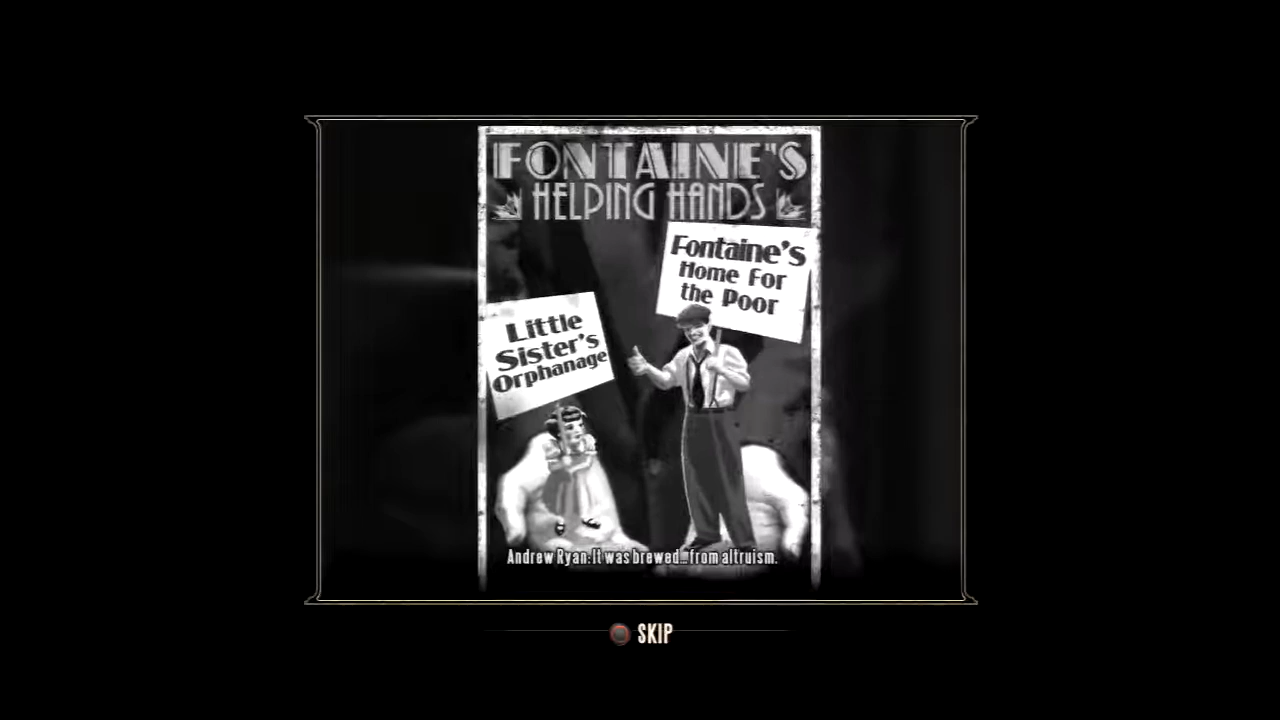 FONTAINE"S
HELPING HANDS
Fontaine's
Home For
the Poor
Little
Sister's
Orphanage
Andrew Ryan: It was brewed...from altruism.
SKIP